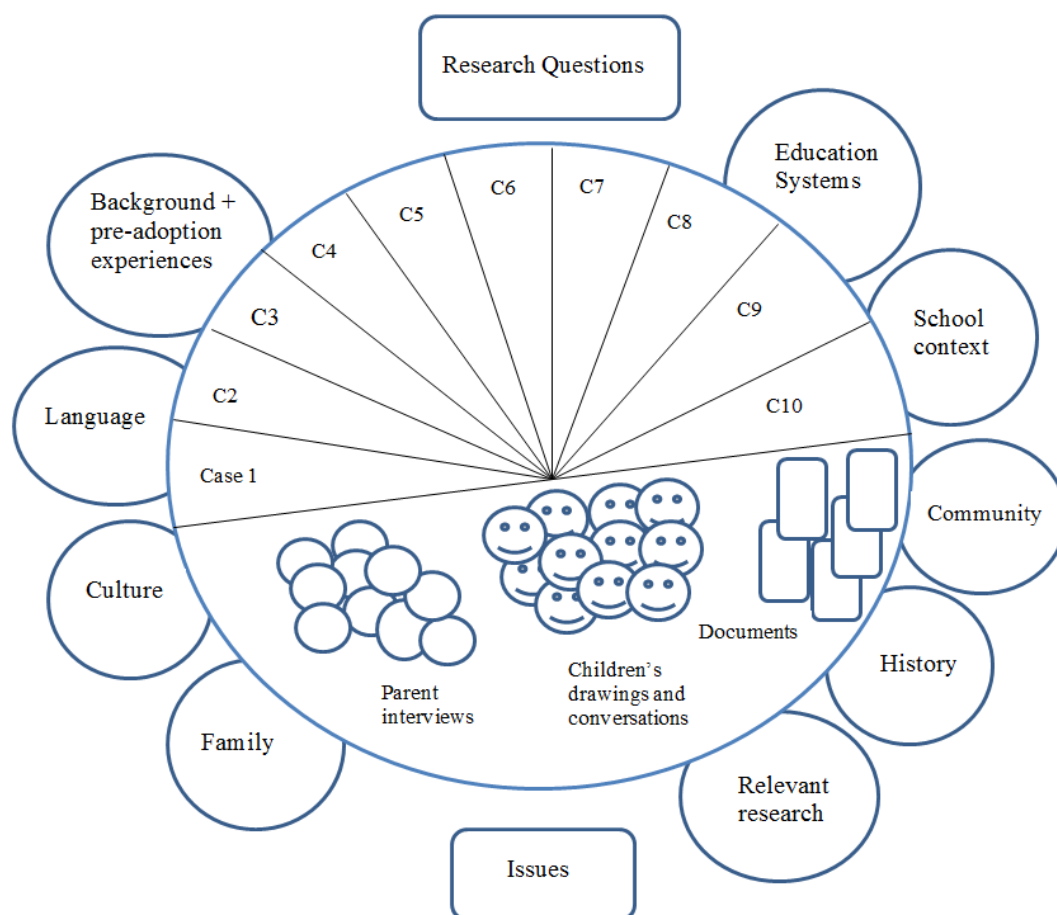 Research Questions
Education
Systems
Background +
pre-adoption
experiences
C6
C7
C5
C8
C4
C3
C9
School
context
C2
C10
Language
Case 1
Community
Culture
Documents
History
Children’s
drawings and
conversations
Parent
interviews
Family
Relevant
research
Issues